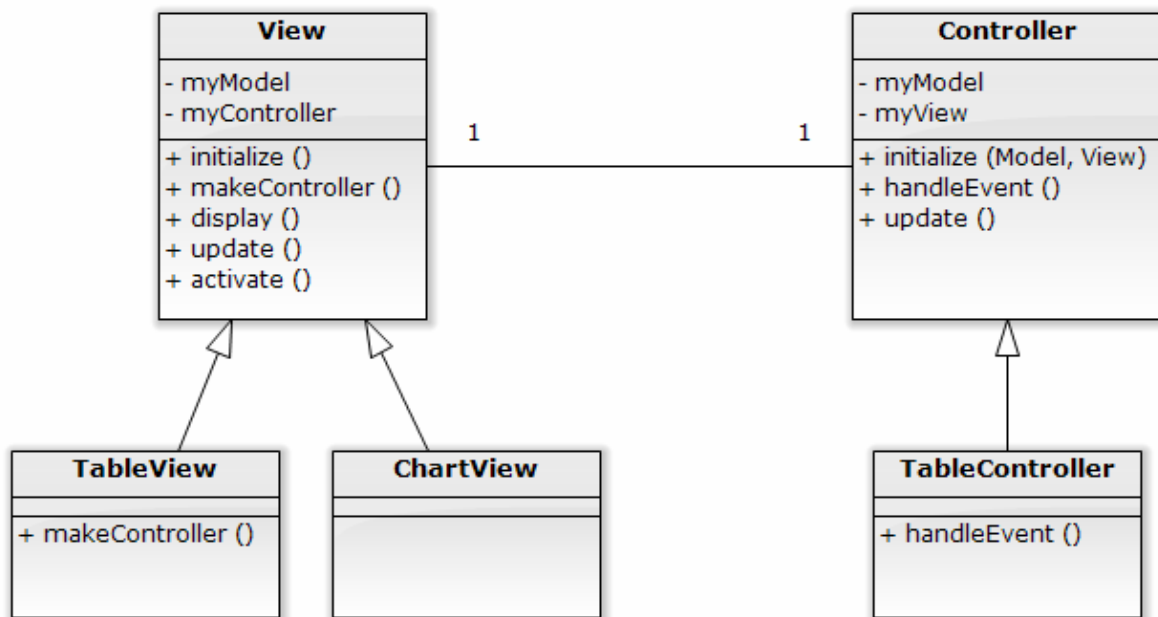 View
- myModel
- myController
+ initialize ()
+ makeController ()
+ display ()
+ update ()
+ activate ()
1
1
Controller
- myModel
- myView
+ initialize (Model, View)
+ handleEvent ()
+ update ()
TableView
+ makeController ()
ChartView
TableController
+ handleEvent ()